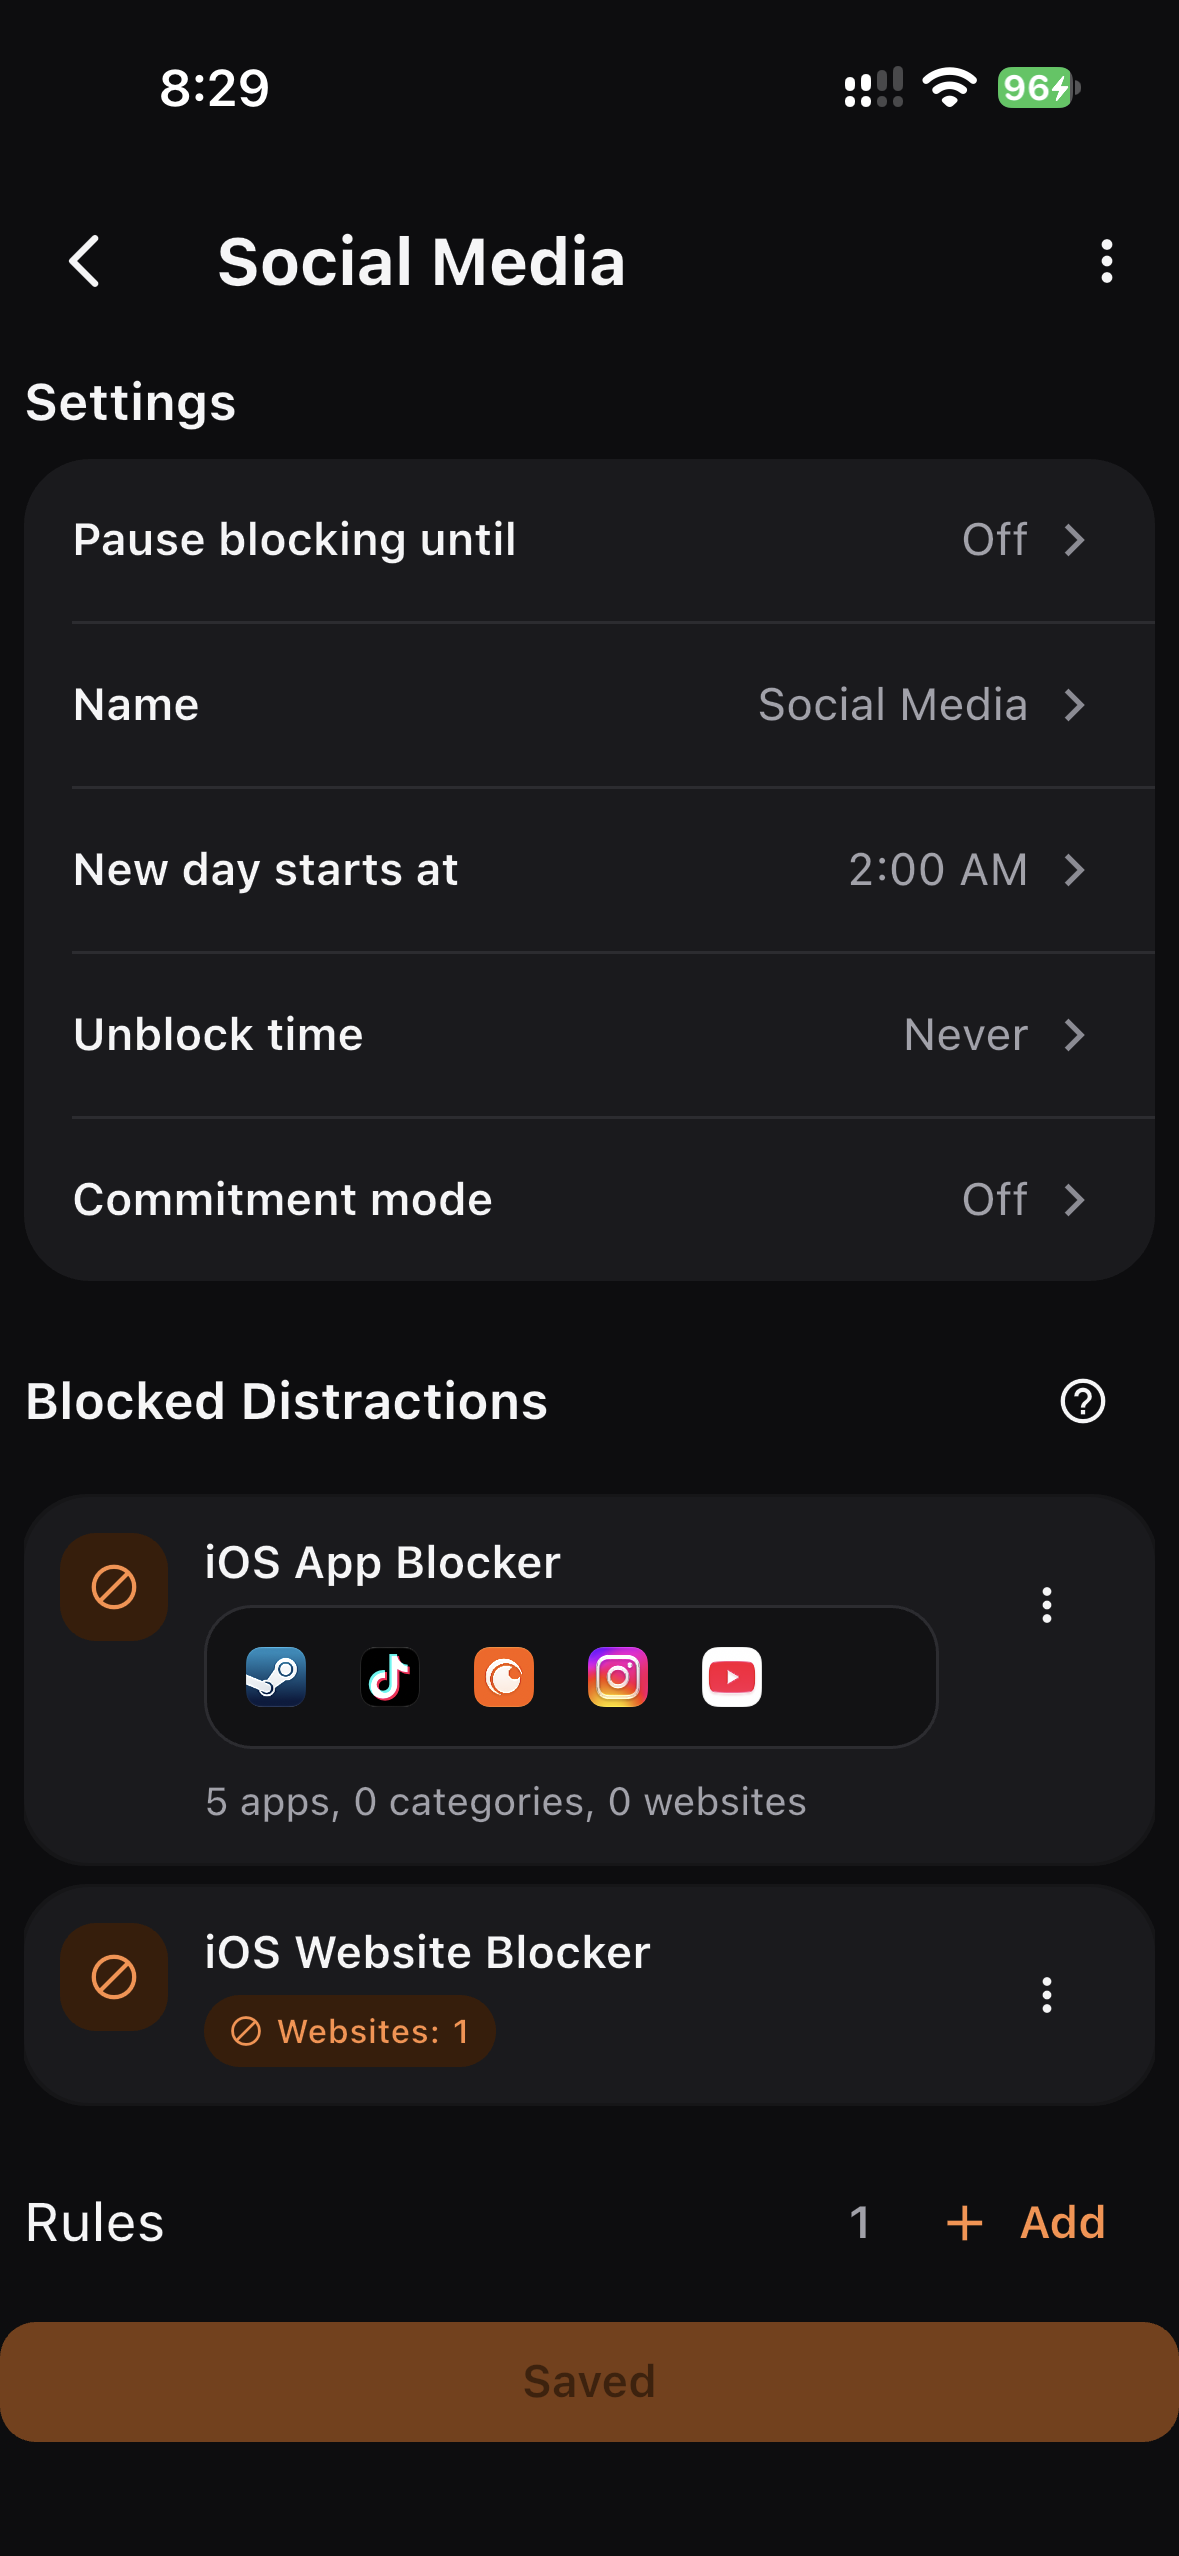 8:29
96
Social Media
Settings
Pause blocking until Off
Name Social Media
New day starts at 2:00 AM
Unblock time Never
Commitment mode Off
Blocked Distractions
iOS App Blocker
5 apps, 0 categories, 0 websites
iOS Website Blocker
Websites: 1
Rules 1 + Add
Saved